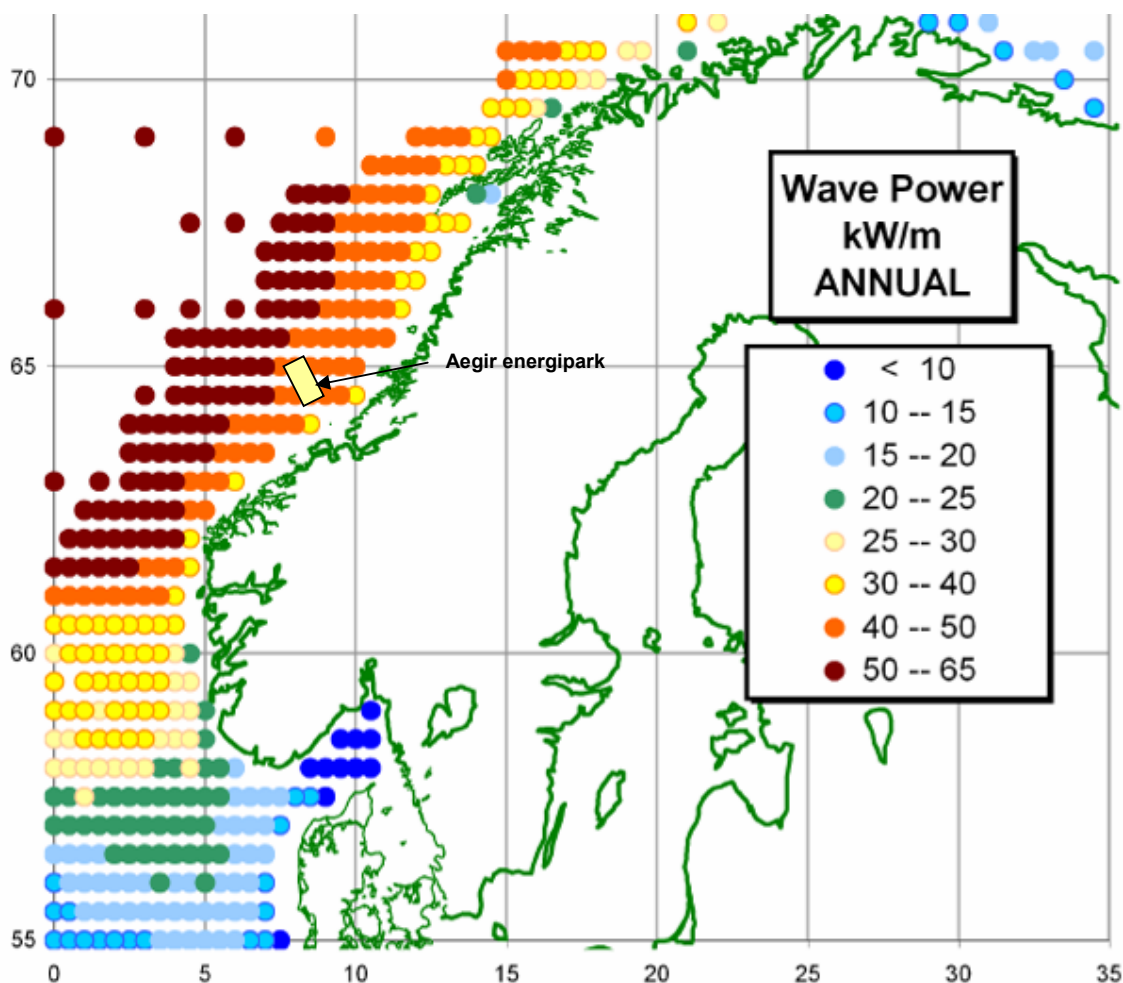 70
Wave Power
kW/m
ANNUAL
65
Aegir energipark
< 10
10 -- 15
15 -- 20
20 -- 25
25 -- 30
30 -- 40
40 -- 50
50 -- 65
60
55
0 5 10 15 20 25 30 35